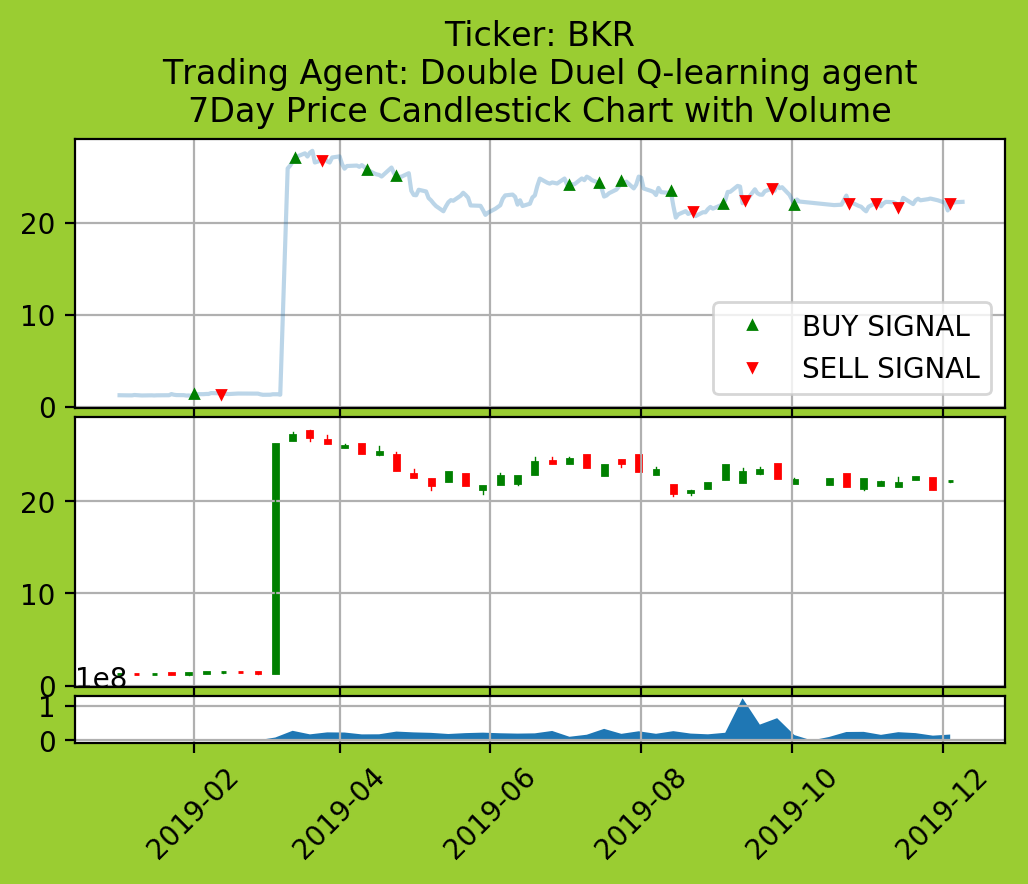 Ticker: BKR
Trading Agent: Double Duel Q-learning agent
7Day Price Candlestick Chart with Volume
20
10
0
BUY SIGNAL
SELL SIGNAL
20
10
0
1e8
1
0
2019-02
2019-04
2019-06
2019-08
2019-10
2019-12